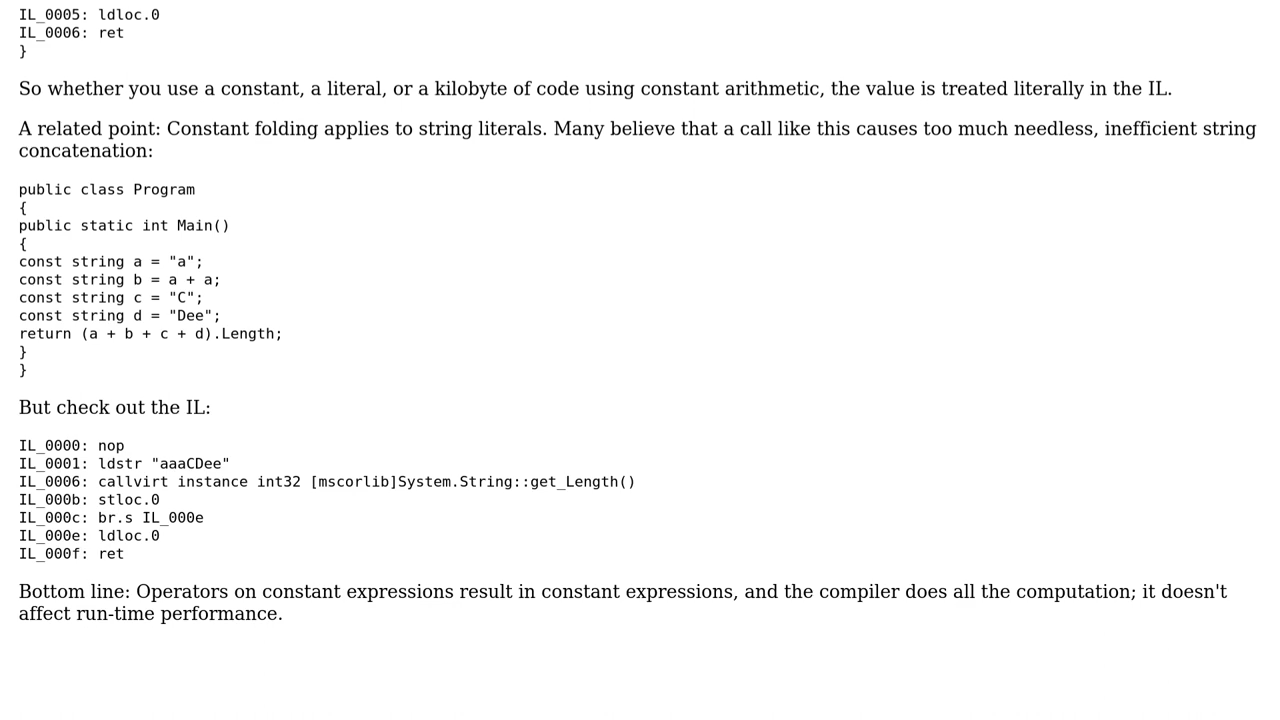 IL_0005: ldloc.0
IL_0006: ret
}
So whether you use a constant, a literal, or a kilobyte of code using constant arithmetic, the value is treated literally in the IL.
A related point: Constant folding applies to string literals. Many believe that a call like this causes too much needless, inefficient string
concatenation:
public class Program
{
public static int Main()
{
const string a = "a";
const string b = a + a;
const string c = "C";
const string d = "Dee";
return (a + b + c + d).Length;
}
}
But check out the IL:
IL_0000: nop
IL_0001: ldstr "aaaCDee"
IL_0006: callvirt instance int32 [mscorlib]System.String::get_Length()
IL_000b: stloc.0
IL_000c: br.s IL_000e
IL_000e: ldloc.0
IL_000f: ret
Bottom line: Operators on constant expressions result in constant expressions, and the compiler does all the computation; it doesn't
affect run-time performance.